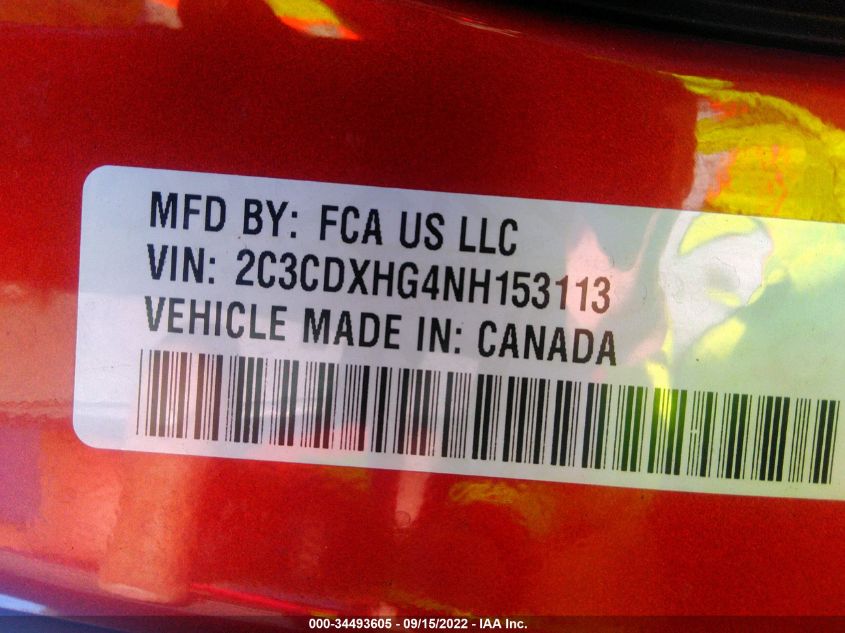 MFD BY: FCA US LLC
VIN: 2C3CDXHG4NH153113
VEHICLE MADE IN: CANADA
000-34493605 - 09/15/2022 - IAA Inc.